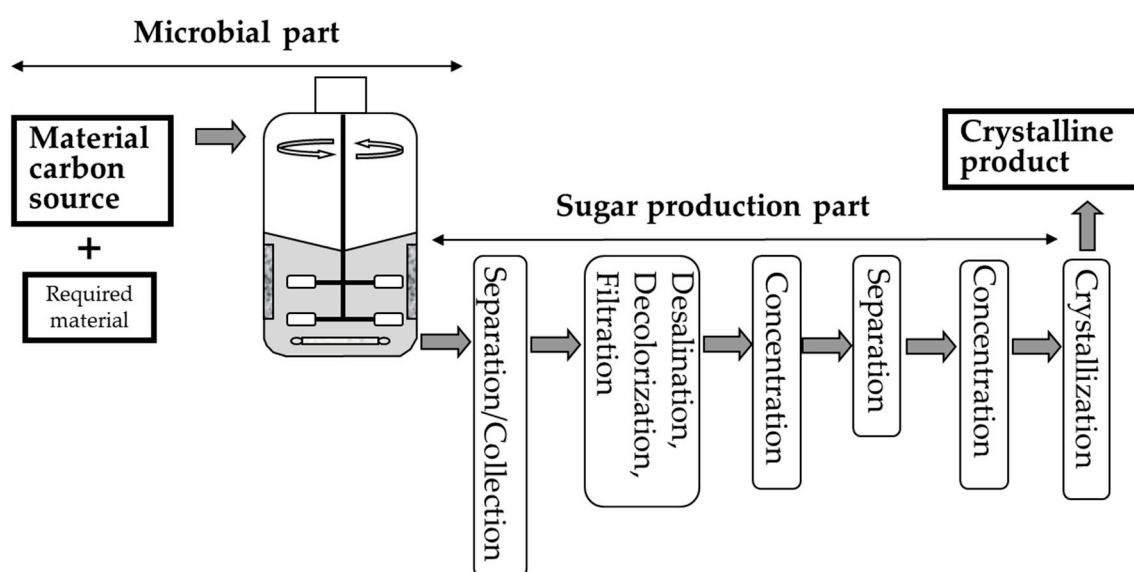 Microbial part
Material
carbon
source
+
Required
material
Sugar production part
Separation/Collection
Desalination,
Decolorization,
Filtration
Concentration
Separation
Concentration
Crystallization
Crystalline
product